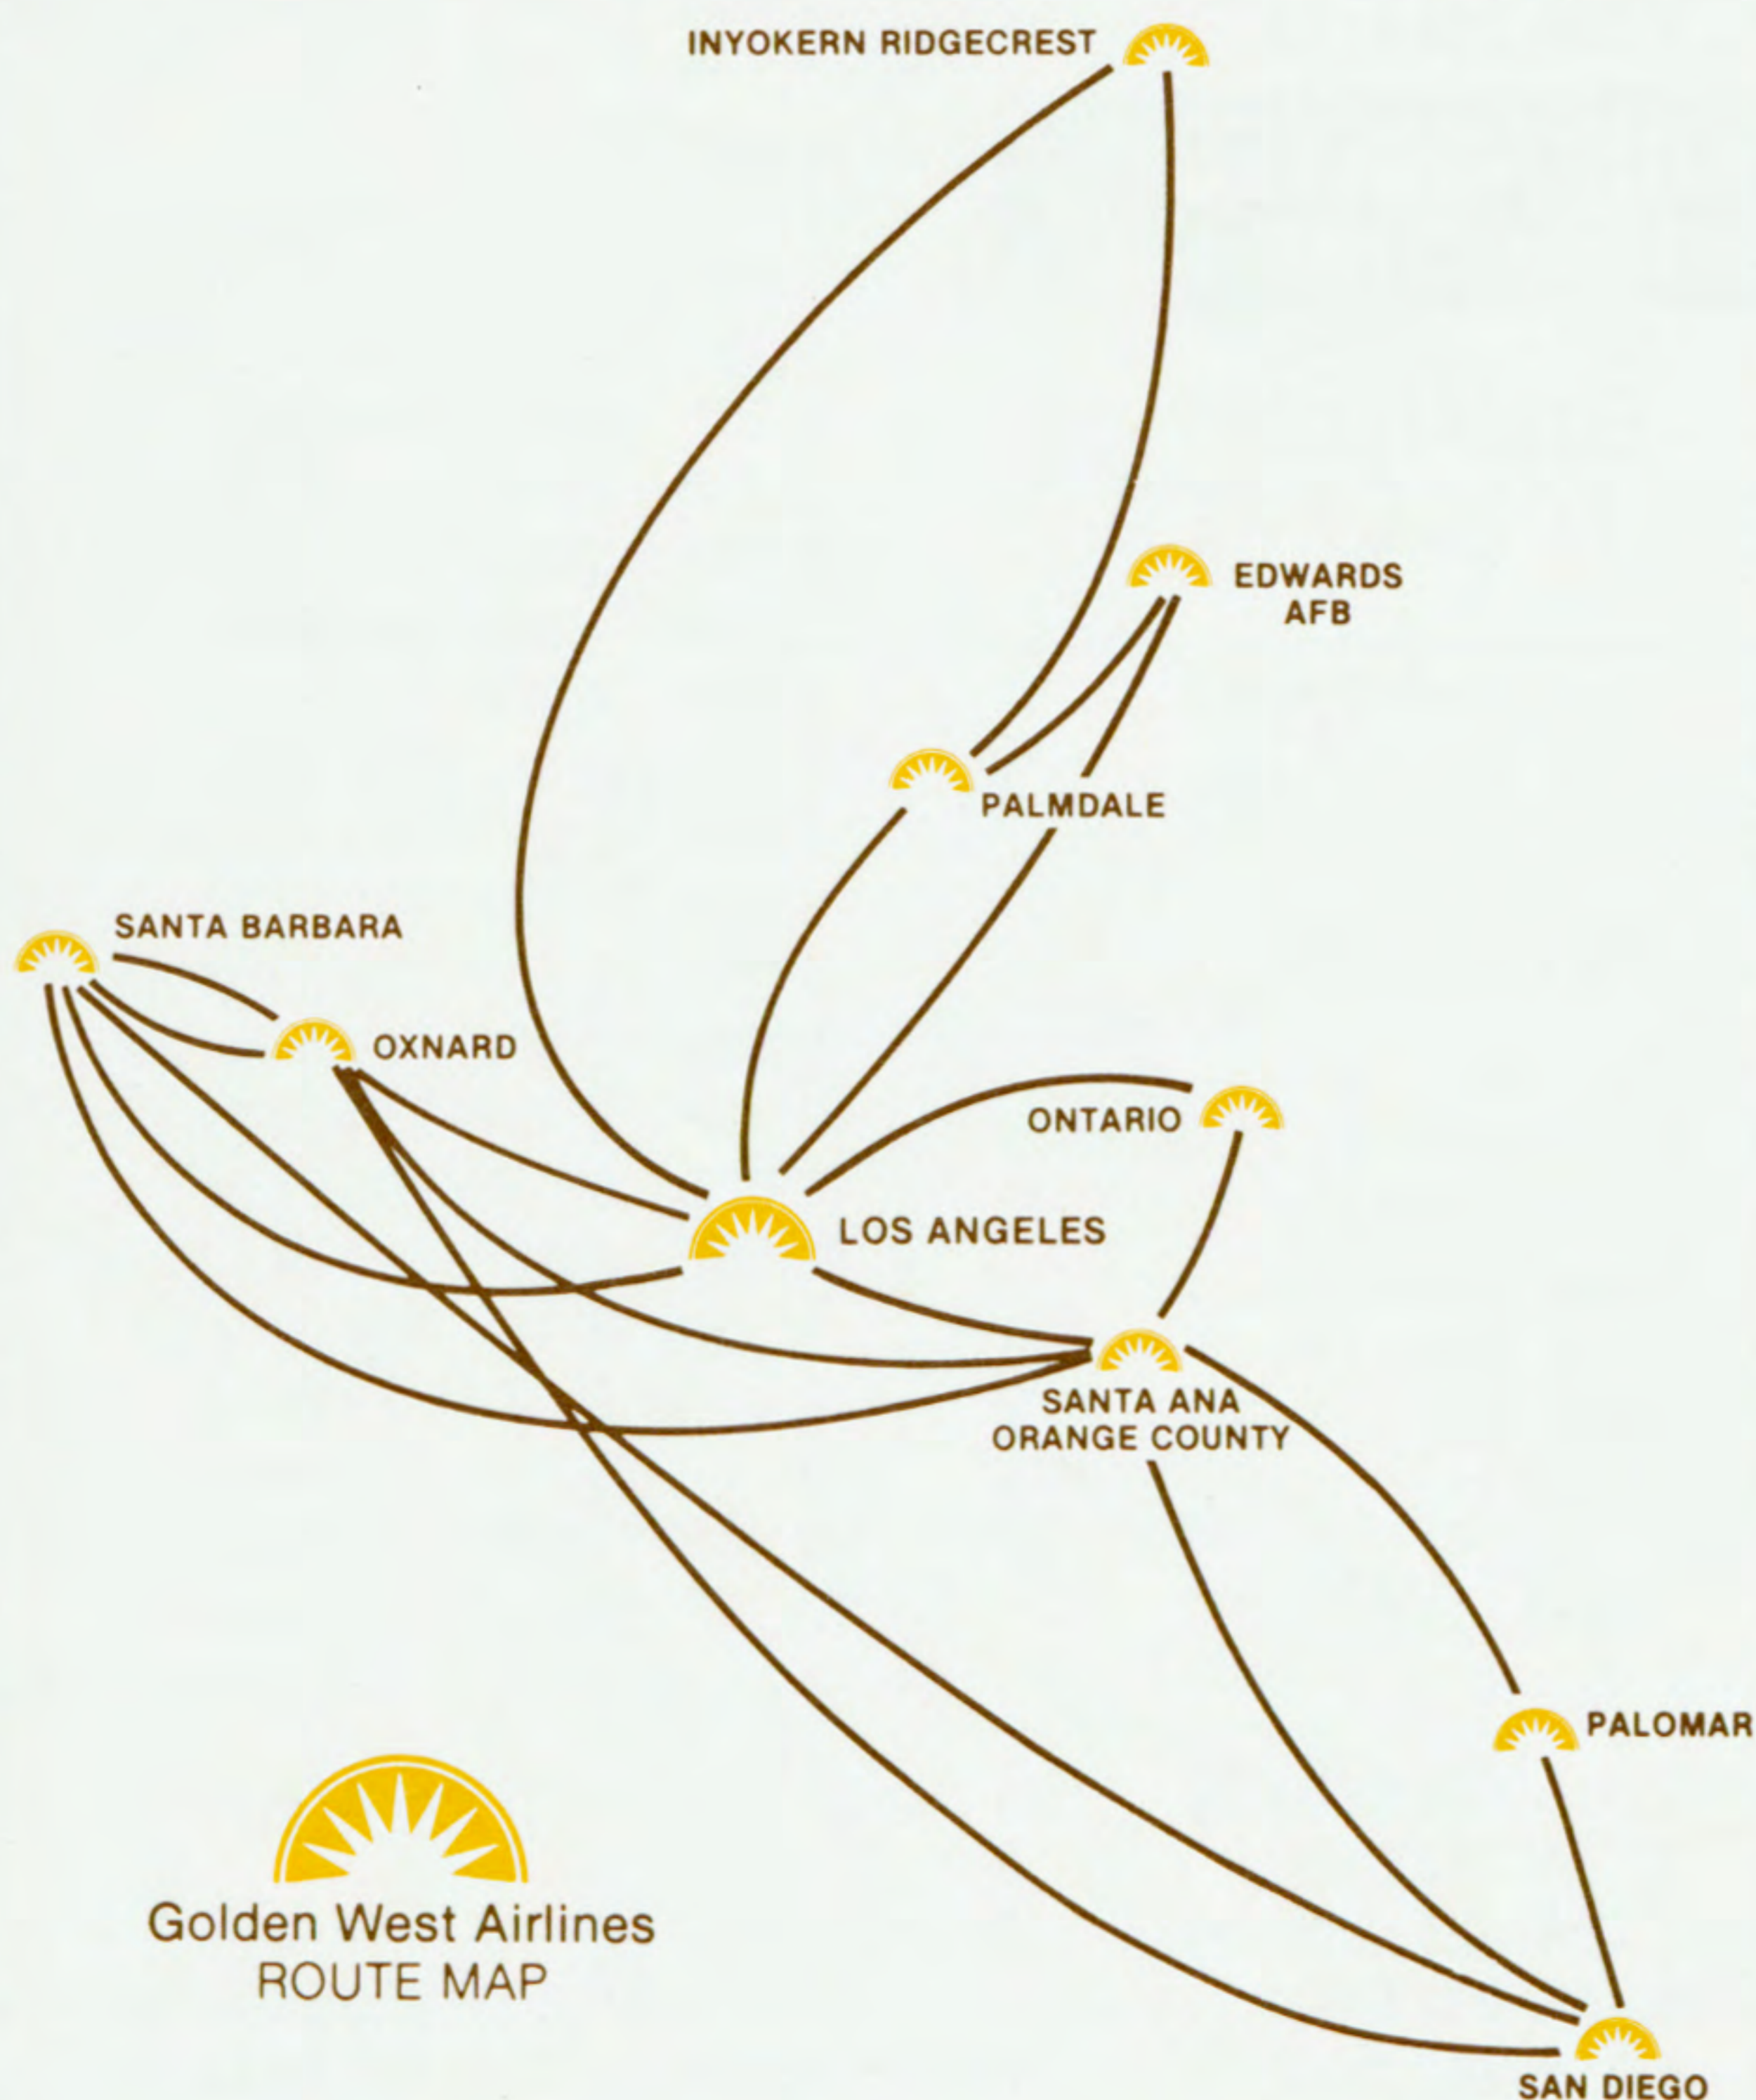 INYOKERN RIDGECREST
EDWARDS
AFB
PALMDALE
SANTA BARBARA
OXNARD
ONTARIO
LOS ANGELES
SANTA ANA
ORANGE COUNTY
PALOMAR
Golden West Airlines
ROUTE MAP
SAN DIEGO